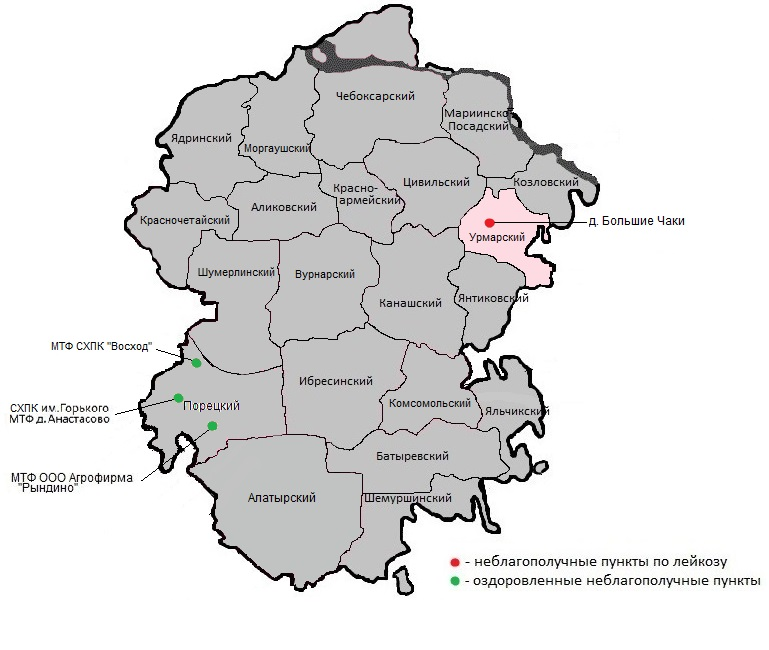 Чебоксарский
Мариинско
Посадский
Ядринский
Моргаушский
Цивильский
Козловский
Красно-
армейский
Аликовский
Красночетайский
д. Большие Чаки
Урмарский
Шумерлинский
Вурнарский
Канашский
Янтиковский
МТФ СХПК "Восход"
Ибресинский
Комсомольский
Яльчикский
СХПК им.Горького
МТФ д. Анастасово
Порецкий
Батыревский
МТФ ООО Агрофирма
"Рындино"
Алатырский
Шемуршинский
- неблагополучные пункты по лейкозу
- оздоровленные неблагополучные пункты